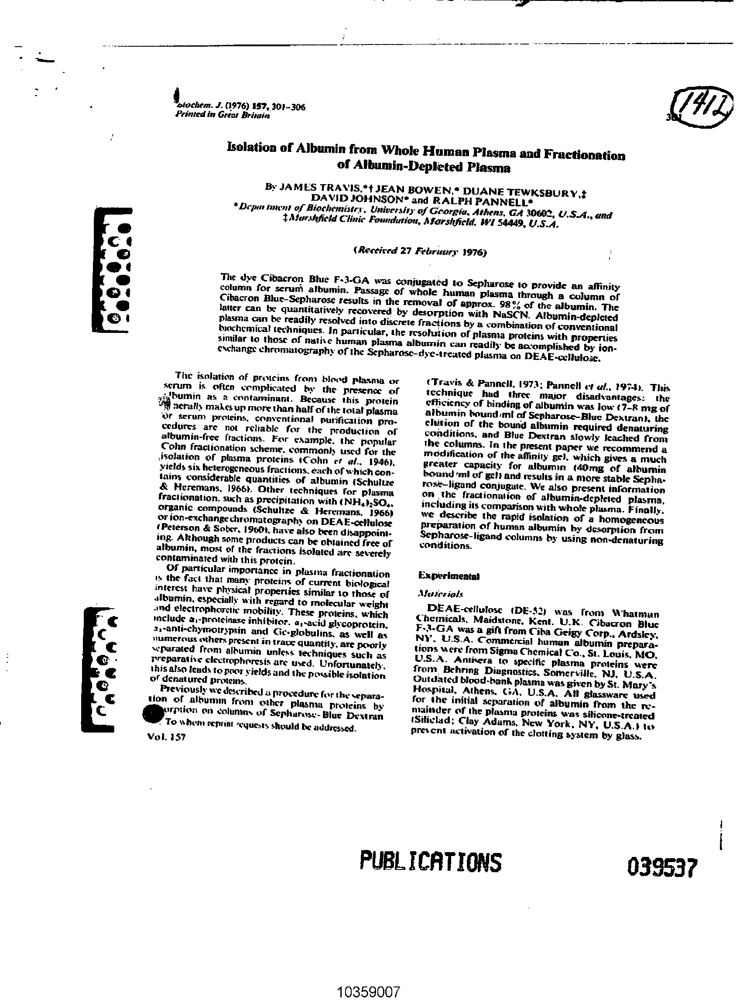 Biochem. J. (1976) 157, 301-306
Printed in Great Britain
301
1412
Isolation of Albumin from Whole Human Plasma and Fractionation
of Albumin-Depleted Plasma
By JAMES TRAVIS,*† JEAN BOWEN,* DUANE TEWKSBURY,‡
DAVID JOHNSON* and RALPH PANNELL*
*Department of Biochemistry, University of Georgia, Athens, GA 30602, U.S.A., and
‡Marshfield Clinic Foundation, Marshfield, WI 54449, U.S.A.
(Received 27 February 1976)
The dye Cibacron Blue F-3-GA was conjugated to Sepharose to provide an affinity
column for serum albumin. Passage of whole human plasma through a column of
Cibacron Blue-Sepharose results in the removal of approx. 98% of the albumin. The
latter can be quantitatively recovered by desorption with NaSCN. Albumin-depleted
plasma can be readily resolved into discrete fractions by a combination of conventional
biochemical techniques. In particular, the resolution of plasma proteins with properties
similar to those of native human plasma albumin can readily be accomplished by ion-
exchange chromatography of the Sepharose-dye-treated plasma on DEAE-cellulose.
The isolation of proteins from blood plasma or
serum is often complicated by the presence of
albumin as a contaminant. Because this protein
generally makes up more than half of the total plasma
or serum proteins, conventional purification pro-
cedures are not reliable for the production of
albumin-free fractions. For example, the popular
Cohn fractionation scheme, commonly used for the
isolation of plasma proteins (Cohn et al., 1946),
yields six heterogeneous fractions, each of which con-
tains considerable quantities of albumin (Schultze
& Heremans, 1966). Other techniques for plasma
fractionation, such as precipitation with (NH₄)₂SO₄,
organic compounds (Schultze & Heremans, 1966)
or ion-exchange chromatography on DEAE-cellulose
(Peterson & Sober, 1960), have also been disappoint-
ing. Although some products can be obtained free of
albumin, most of the fractions isolated are severely
contaminated with this protein.
Of particular importance in plasma fractionation
is the fact that many proteins of current biological
interest have physical properties similar to those of
albumin, especially with regard to molecular weight
and electrophoretic mobility. These proteins, which
include α₁-proteinase inhibitor, α₁-acid glycoprotein,
α₁-anti-chymotrypsin and Gc-globulins, as well as
numerous others present in trace quantity, are poorly
separated from albumin unless techniques such as
preparative electrophoresis are used. Unfortunately,
this also leads to poor yields and the possible isolation
of denatured proteins.
Previously we described a procedure for the separa-
tion of albumin from other plasma proteins by
orption on columns of Sepharose-Blue Dextran
To whom reprint requests should be addressed.
Vol. 157
(Travis & Pannell, 1973; Pannell et al., 1974). This
technique had three major disadvantages: the
efficiency of binding of albumin was low (7-8 mg of
albumin bound/ml of Sepharose-Blue Dextran), the
elution of the bound albumin required denaturing
conditions, and Blue Dextran slowly leached from
the columns. In the present paper we recommend a
modification of the affinity gel, which gives a much
greater capacity for albumin (40mg of albumin
bound/ml of gel) and results in a more stable Sepha-
rose-ligand conjugate. We also present information
on the fractionation of albumin-depleted plasma,
including its comparison with whole plasma. Finally,
we describe the rapid isolation of a homogeneous
preparation of human albumin by desorption from
Sepharose-ligand columns by using non-denaturing
conditions.
Experimental
Materials
DEAE-cellulose (DE-52) was from Whatman
Chemicals, Maidstone, Kent, U.K. Cibacron Blue
F-3-GA was a gift from Ciba Geigy Corp., Ardsley,
NY, U.S.A. Commercial human albumin prepara-
tions were from Sigma Chemical Co., St. Louis, MO,
U.S.A. Antisera to specific plasma proteins were
from Behring Diagnostics, Somerville, NJ, U.S.A.
Outdated blood-bank plasma was given by St. Mary's
Hospital, Athens, GA, U.S.A. All glassware used
for the initial separation of albumin from the re-
mainder of the plasma proteins was silicone-treated
(Siliclad; Clay Adams, New York, NY, U.S.A.) to
prevent activation of the clotting system by glass.
PUBLICATIONS
039537
10359007